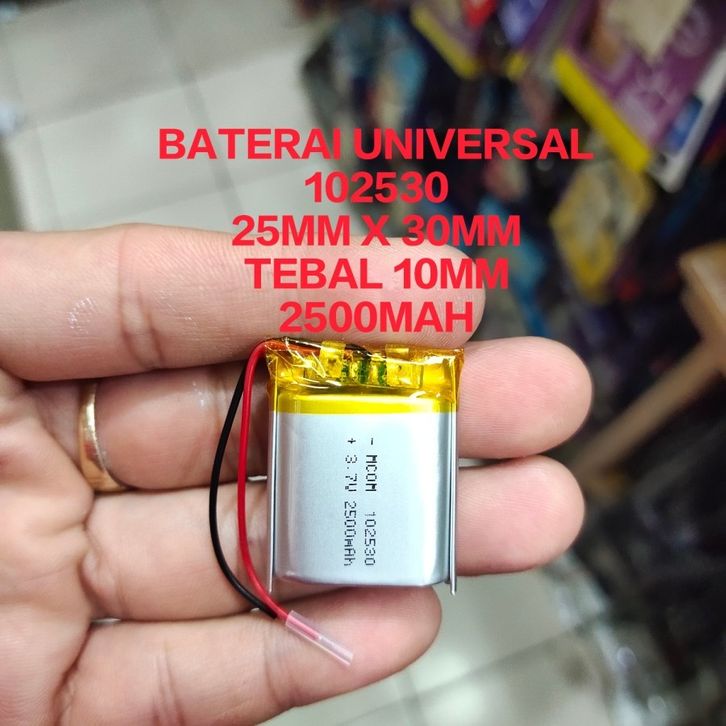 BATERAI UNIVERSAL
102530
25MM X 30MM
TEBAL 10MM
2500MAH
- MCOM 102530
+ 3.7V 2500mAh